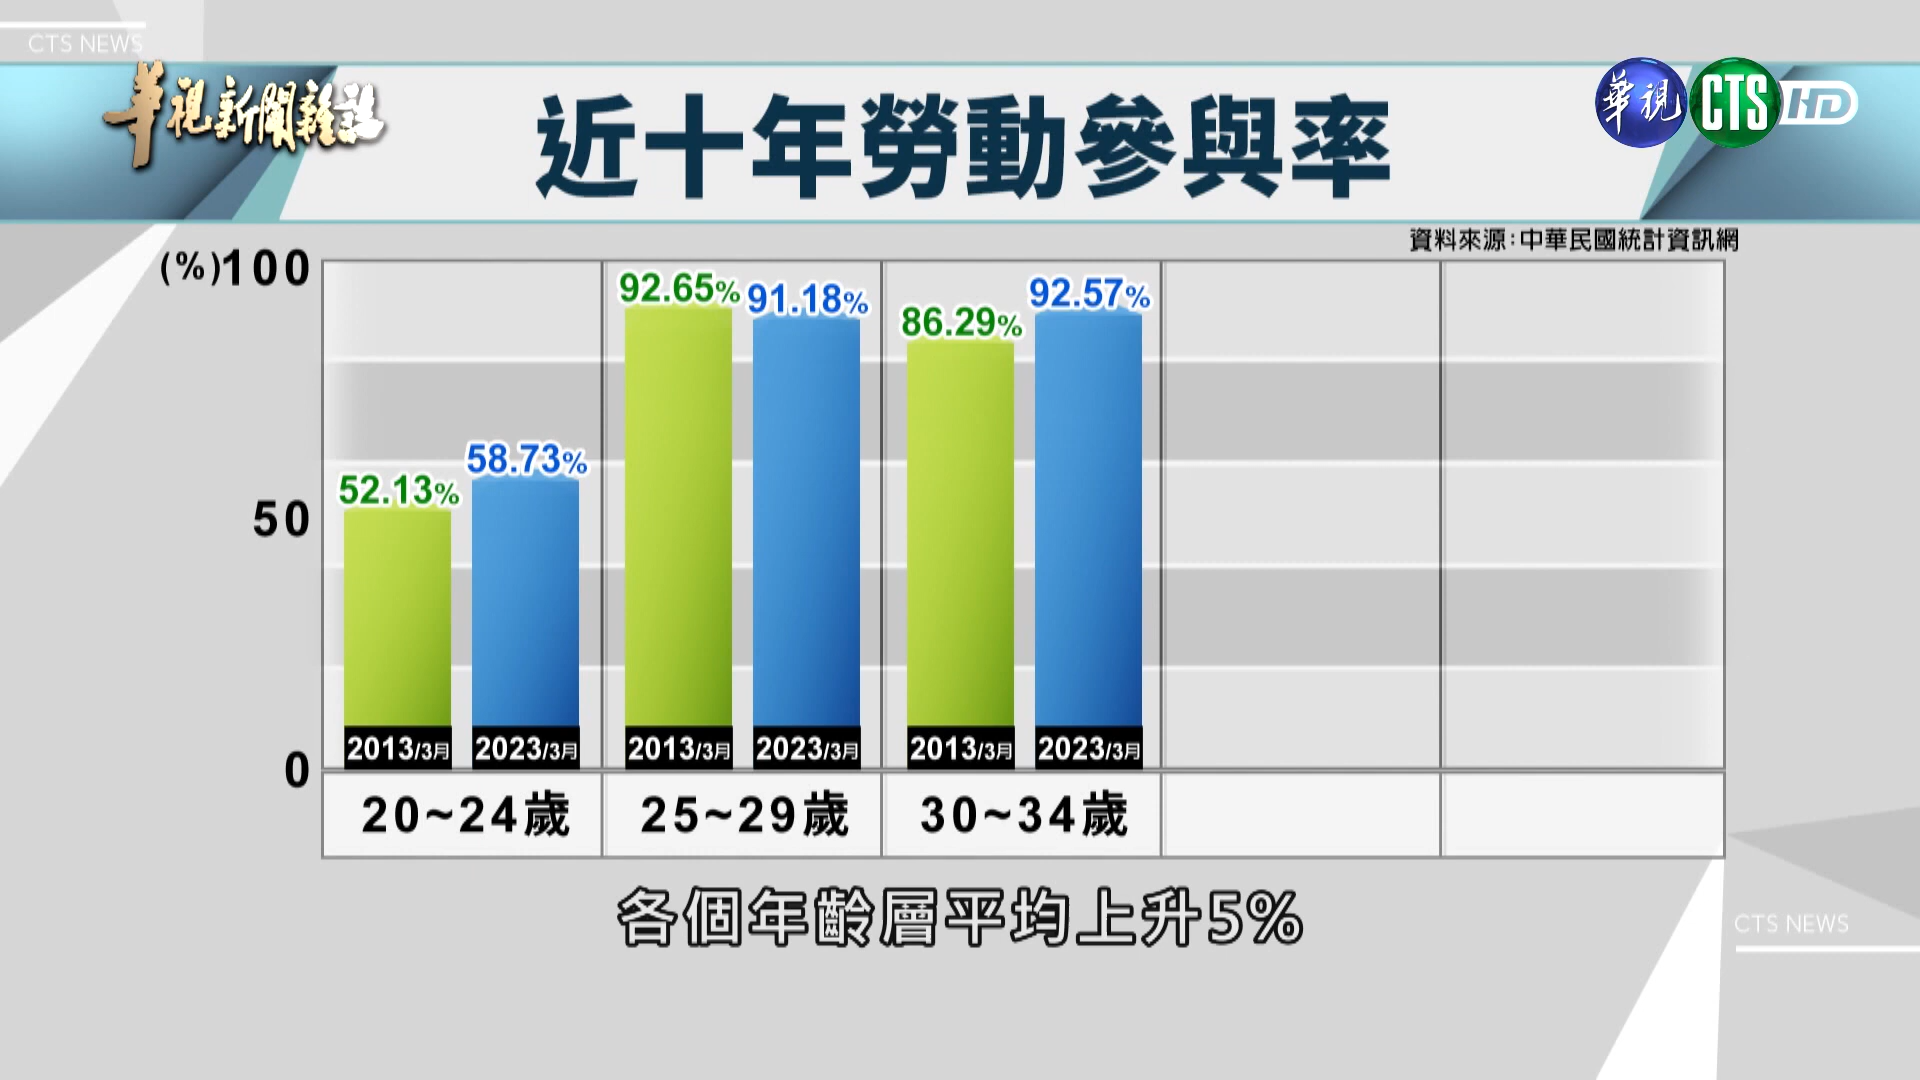 CTS NEWS
華視新聞雜誌
近十年勞動參與率
華視 CTS HD
資料來源:中華民國統計資訊網
(%)100
92.65% 91.18% 86.29% 92.57%
52.13% 58.73%
50
2013/3月 2023/3月 2013/3月 2023/3月 2013/3月 2023/3月
0
20~24歲 25~29歲 30~34歲
各個年齡層平均上升5%
CTS NEWS